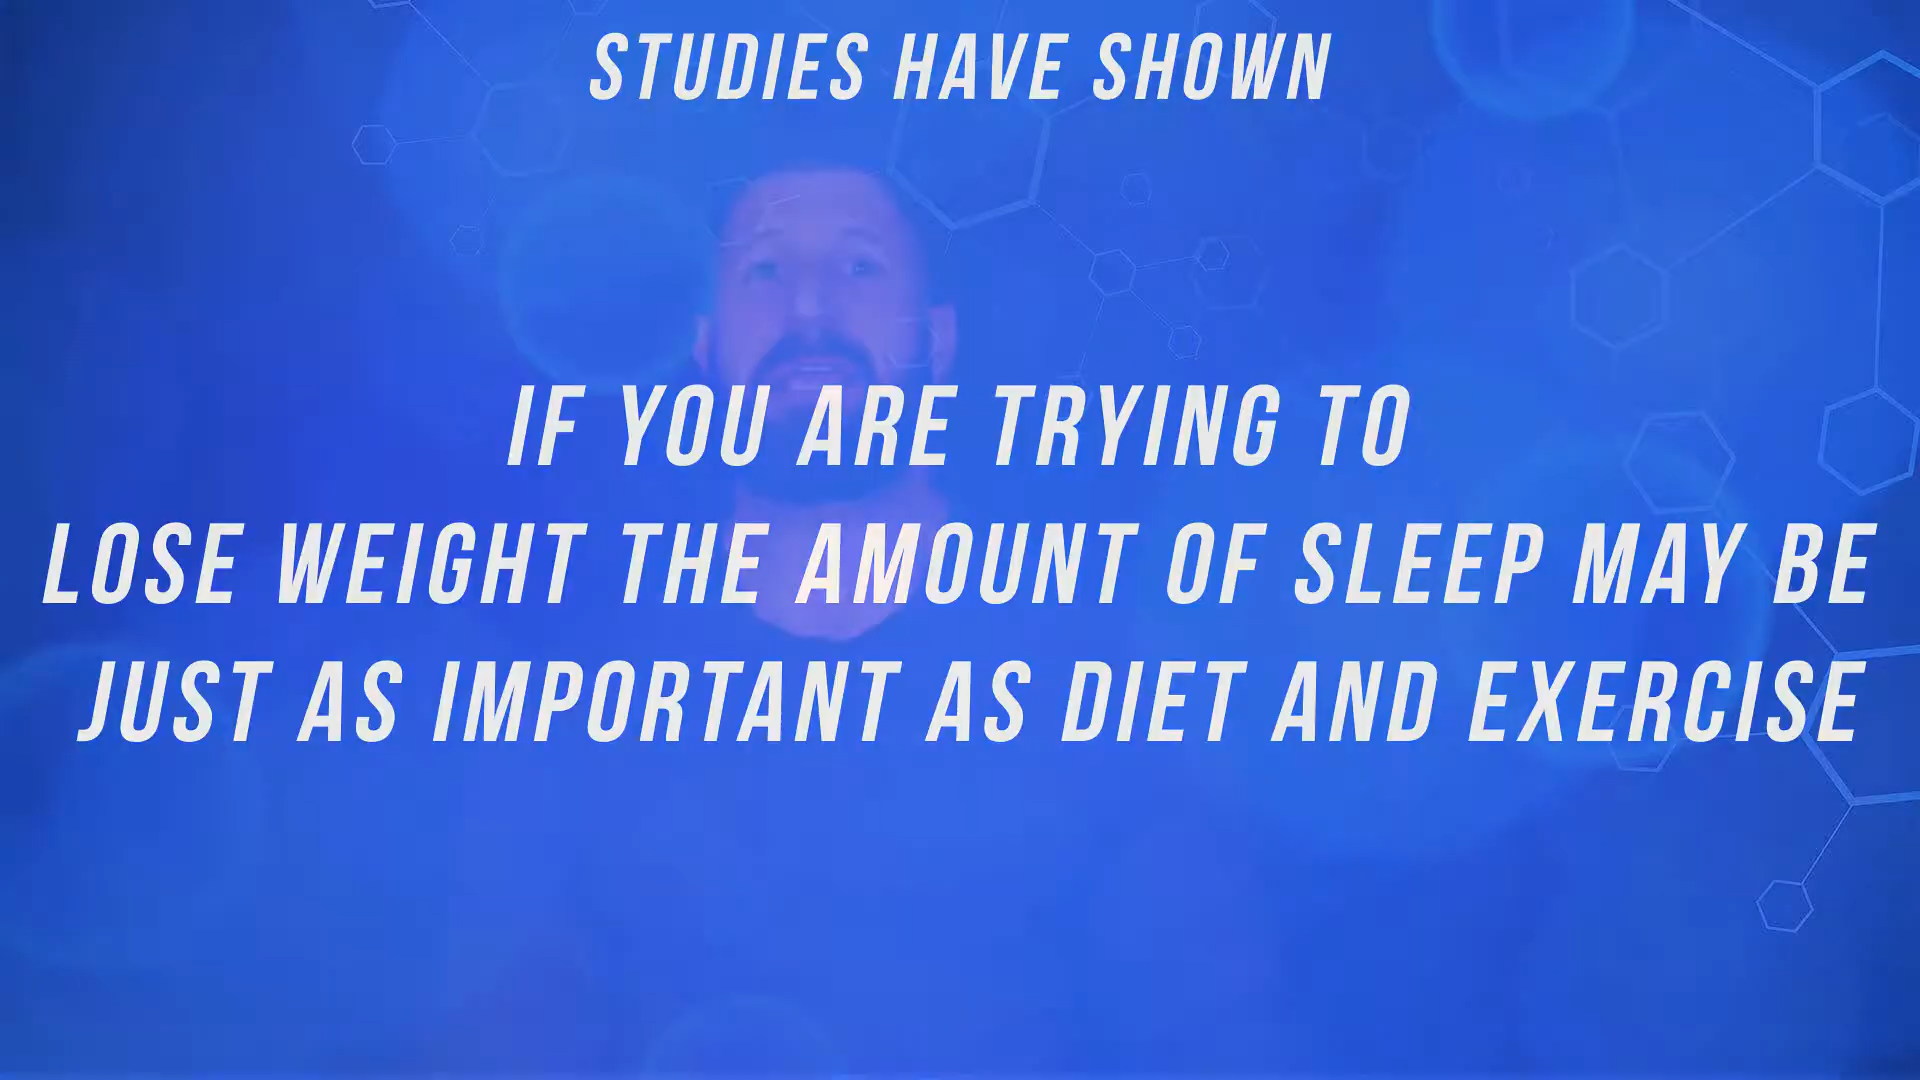 STUDIES HAVE SHOWN
IF YOU ARE TRYING TO
LOSE WEIGHT THE AMOUNT OF SLEEP MAY BE
JUST AS IMPORTANT AS DIET AND EXERCISE